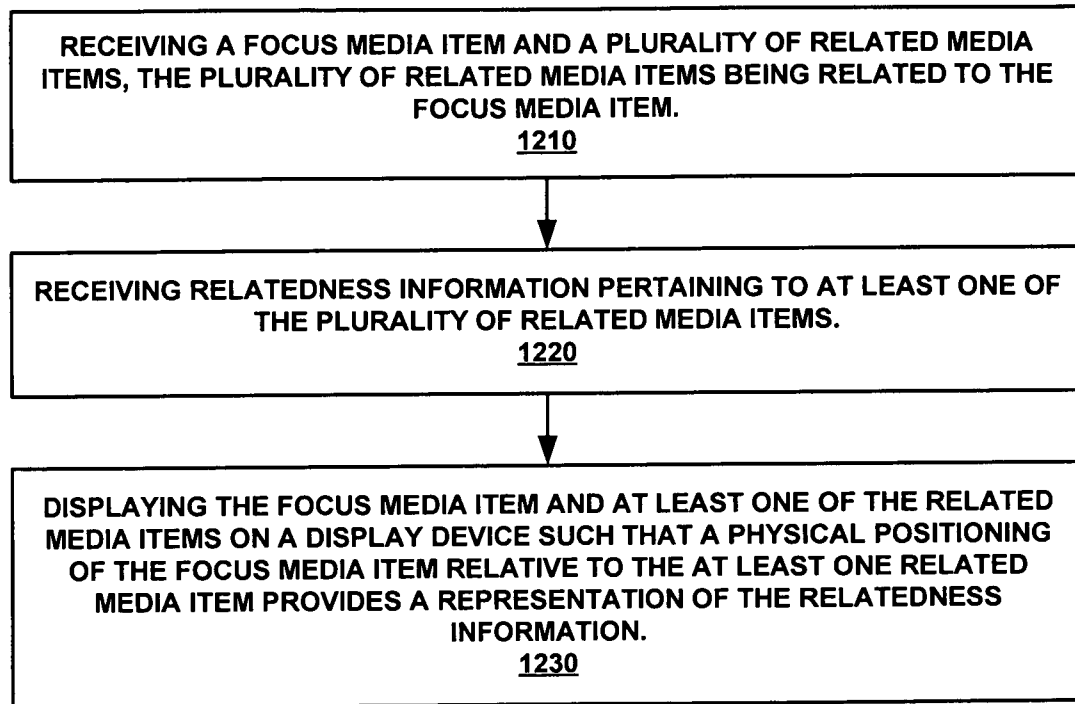 RECEIVING A FOCUS MEDIA ITEM AND A PLURALITY OF RELATED MEDIA
ITEMS, THE PLURALITY OF RELATED MEDIA ITEMS BEING RELATED TO THE
FOCUS MEDIA ITEM.
1210
RECEIVING RELATEDNESS INFORMATION PERTAINING TO AT LEAST ONE OF
THE PLURALITY OF RELATED MEDIA ITEMS.
1220
DISPLAYING THE FOCUS MEDIA ITEM AND AT LEAST ONE OF THE RELATED
MEDIA ITEMS ON A DISPLAY DEVICE SUCH THAT A PHYSICAL POSITIONING
OF THE FOCUS MEDIA ITEM RELATIVE TO THE AT LEAST ONE RELATED
MEDIA ITEM PROVIDES A REPRESENTATION OF THE RELATEDNESS
INFORMATION.
1230